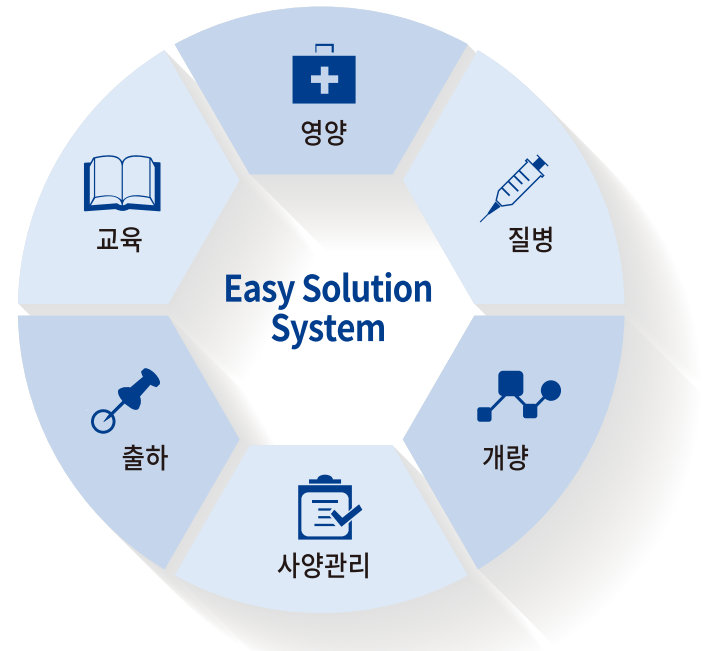 영양
질병
개량
사양관리
출하
교육
Easy Solution
System